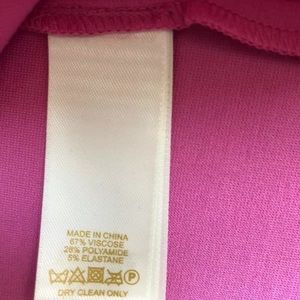 MADE IN CHINA
67% VISCOSE
28% POLYAMIDE
5% ELASTANE
P
DRY CLEAN ONLY